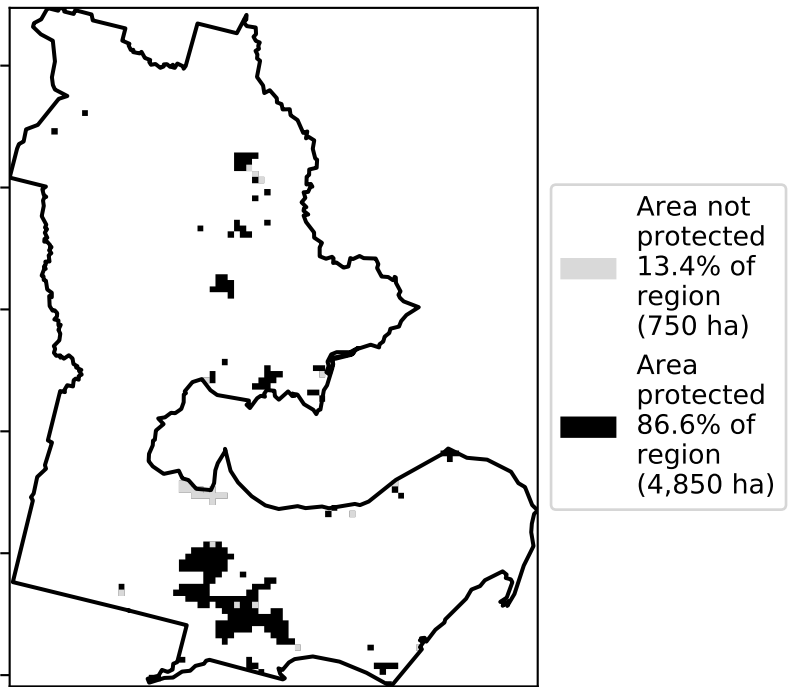 Area not
protected
13.4% of
region
(750 ha)
Area
protected
86.6% of
region
(4,850 ha)